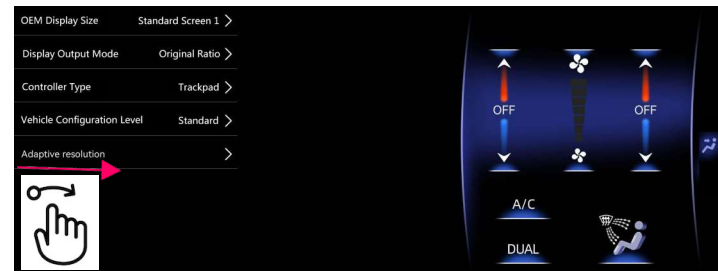 OEM Display Size Standard Screen 1
Display Output Mode Original Ratio
Controller Type Trackpad
Vehicle Configuration Level Standard
Adaptive resolution
OFF OFF
A/C
DUAL